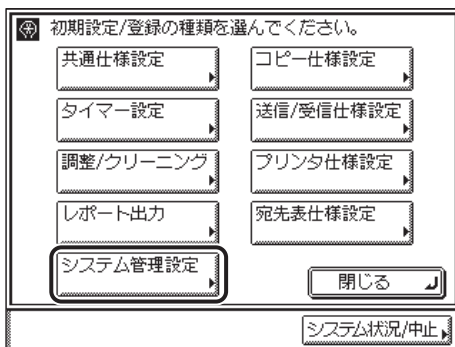 初期設定/登録の種類を選んでください。
共通仕様設定
コピー仕様設定
タイマー設定
送信/受信仕様設定
調整/クリーニング
プリンタ仕様設定
レポート出力
宛先表仕様設定
システム管理設定
閉じる
システム状況/中止